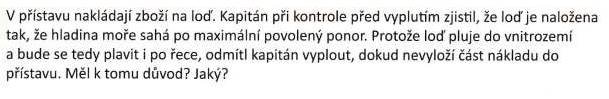 V přístavu nakládají zboží na loď. Kapitán při kontrole před vyplutím zjistil, že loď je naložena
tak, že hladina moře sahá po maximální povolený ponor. Protože loď pluje do vnitrozemí
a bude se tedy plavit i po řece, odmítl kapitán vyplout, dokud nevyloží část nákladu do
přístavu. Měl k tomu důvod? Jaký?